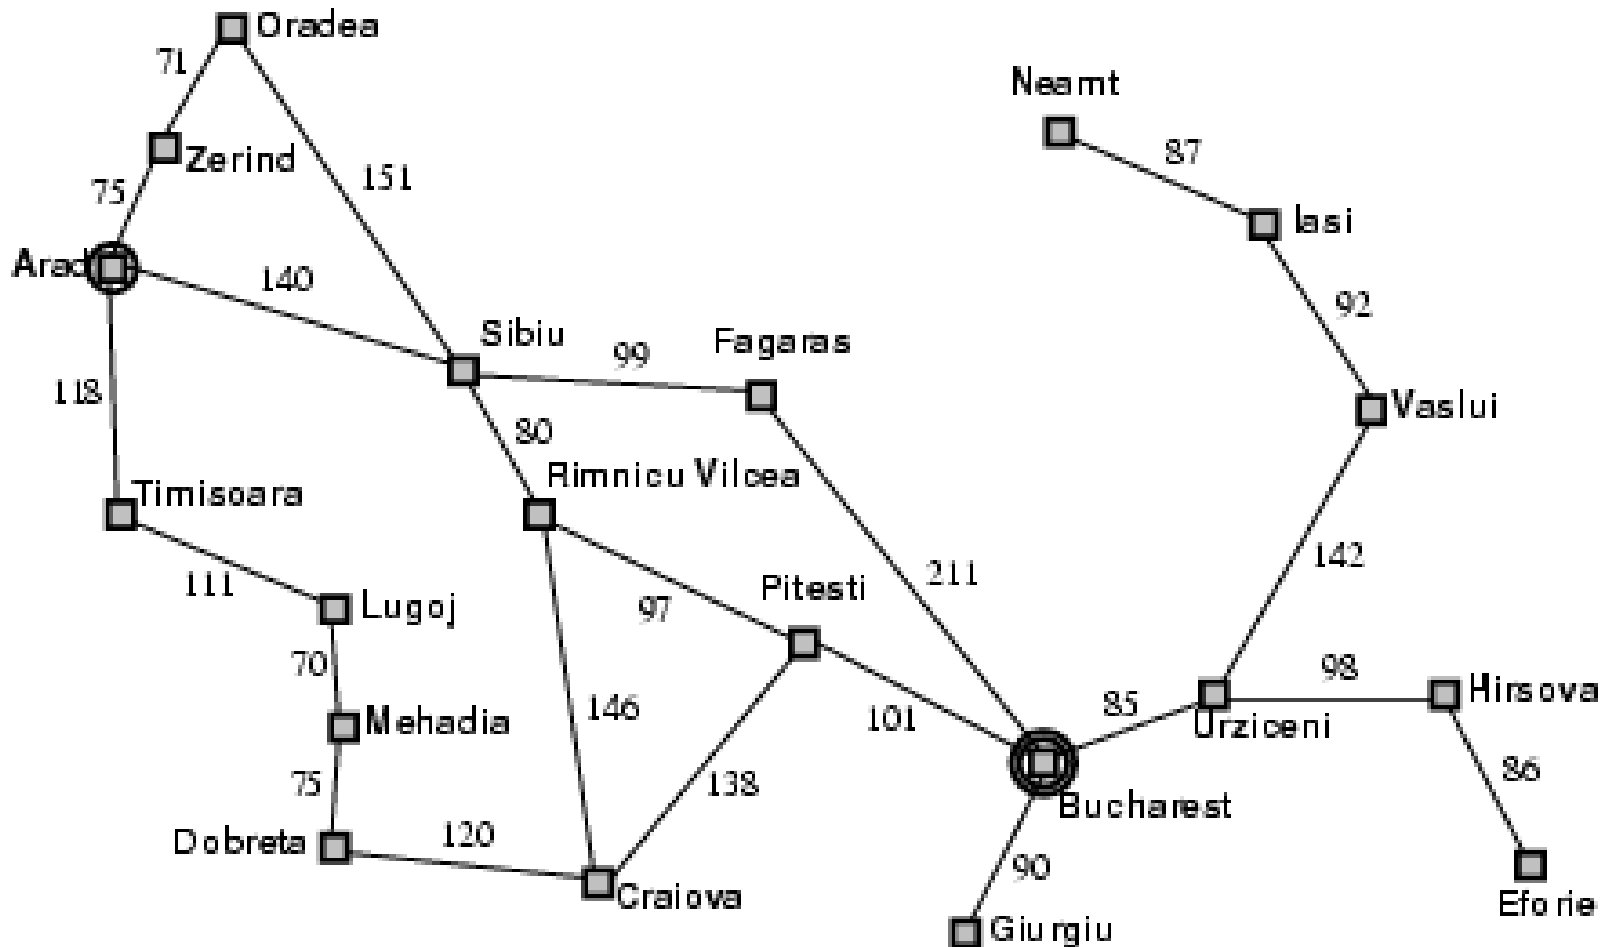 Oradea
71
Neamt
Zerind
87
151
75
Iasi
Arad
140
92
Sibiu
Fagaras
99
118
Vaslui
80
Timisoara
Rimnicu Vilcea
142
211
111
Pitesti
Lugoj
97
70
98
Hirsova
146
85
Mehadia
101
Urziceni
86
75
138
Bucharest
Dobreta
120
90
Craiova
Eforie
Giurgiu